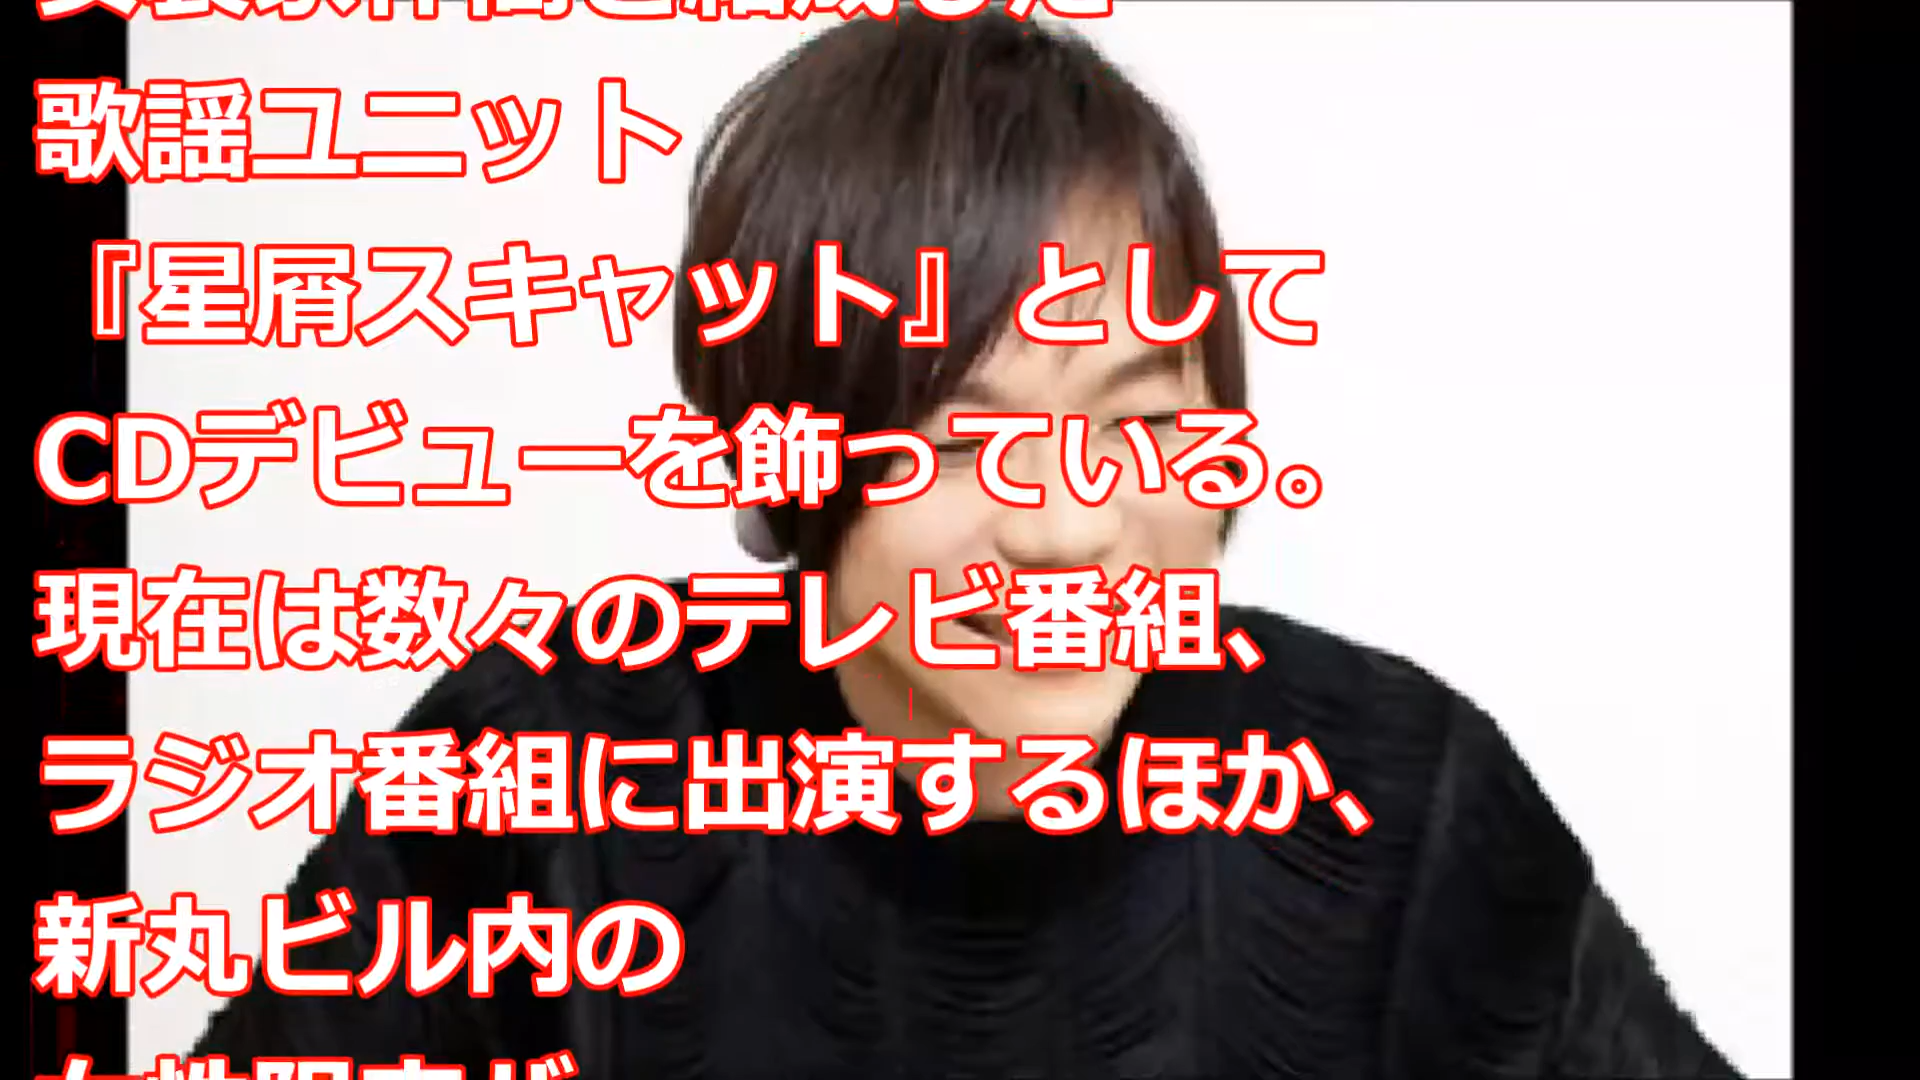 歌謡ユニット
『星屑スキャット』として
CDデビューを飾っている。
現在は数々のテレビ番組、
ラジオ番組に出演するほか、
新丸ビル内の